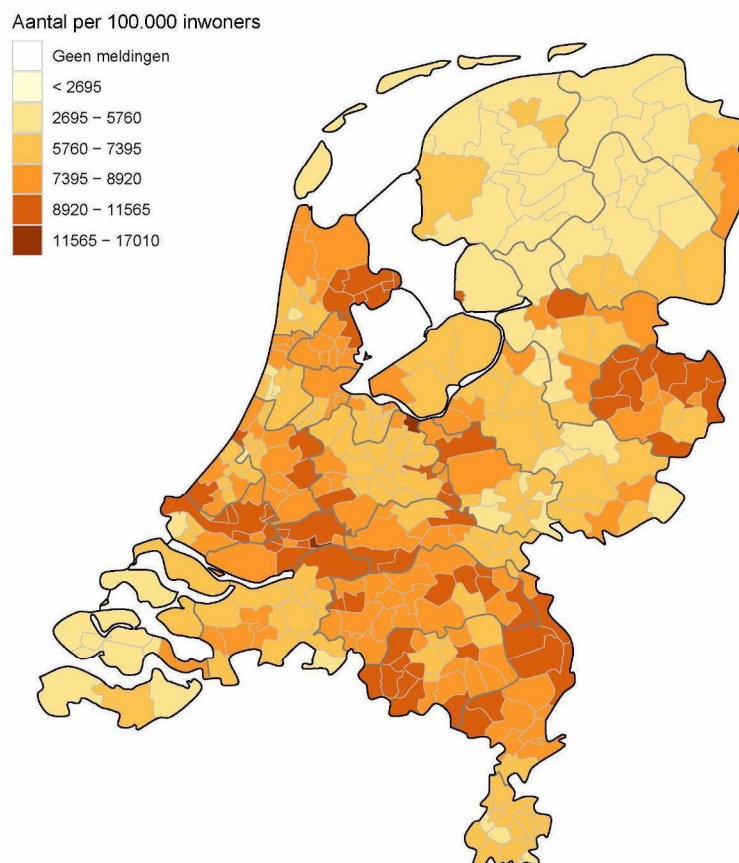 Aantal per 100.000 inwoners
Geen meldingen
< 2695
2695 – 5760
5760 – 7395
7395 – 8920
8920 – 11565
11565 – 17010